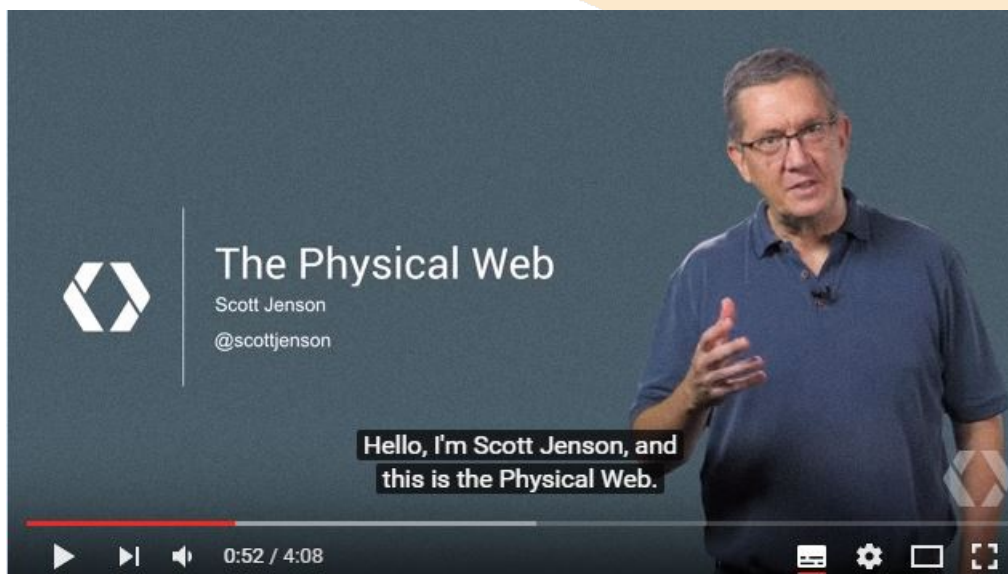 The Physical Web
Scott Jenson
@scottjenson
Hello, I'm Scott Jenson, and
this is the Physical Web.
0:52 / 4:08